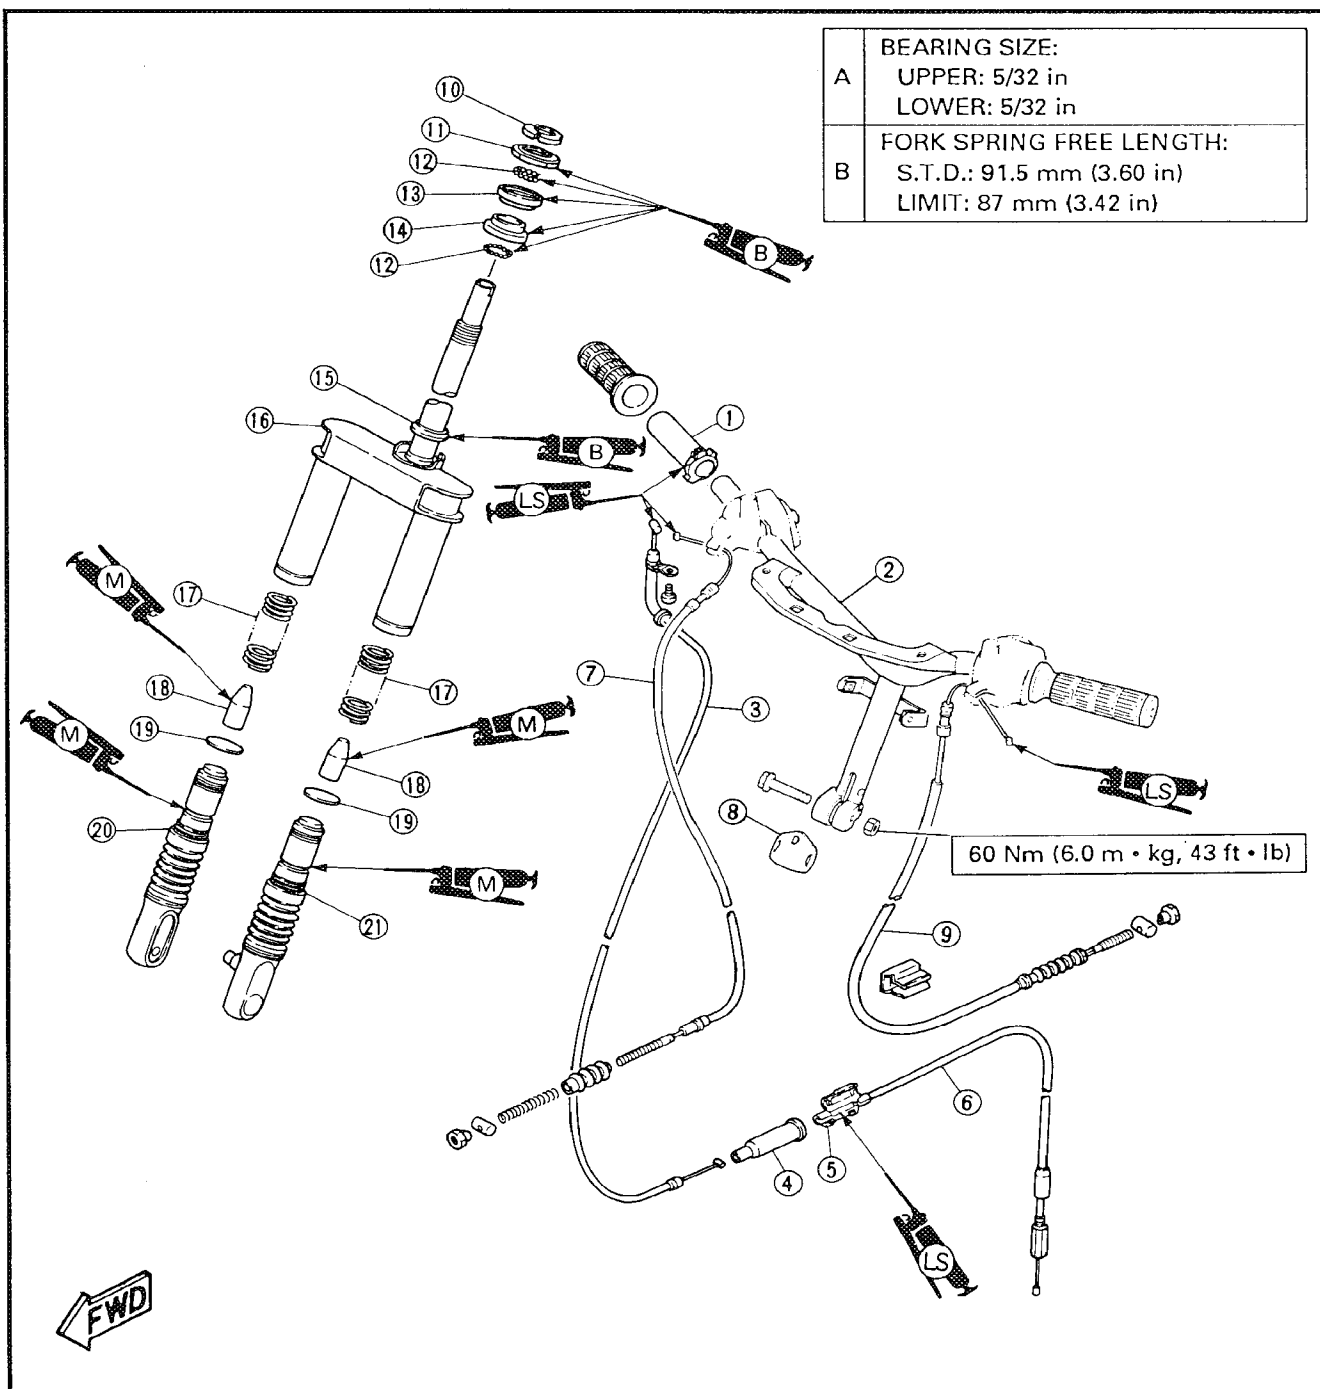 A
BEARING SIZE:
UPPER: 5/32 in
LOWER: 5/32 in
B
FORK SPRING FREE LENGTH:
S.T.D.: 91.5 mm (3.60 in)
LIMIT: 87 mm (3.42 in)
10
11
12
13
14
12
B
15
16
B
1
LS
M
2
17
7
17
3
18
M
M
19
18
LS
19
8
20
60 Nm (6.0 m • kg, 43 ft • lb)
M
21
9
6
4
5
LS
FWD